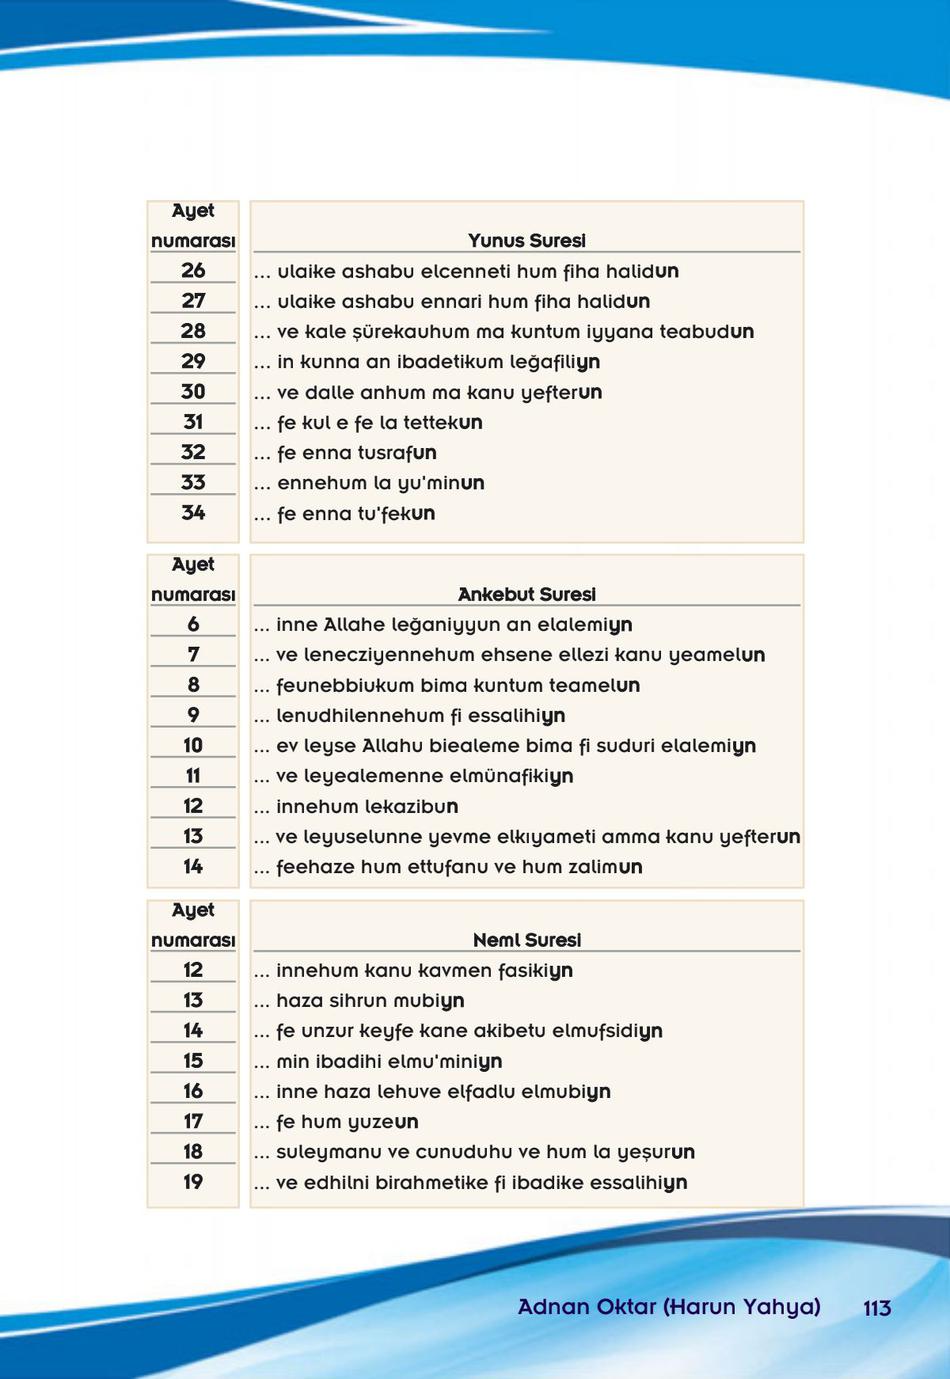 Ayet
numarası Yunus Suresi
26 ... ulaike ashabu elcenneti hum fiha halidun
27 ... ulaike ashabu ennari hum fiha halidun
28 ... ve kale şürekauhum ma kuntum iyyana teabudun
29 ... in kunna an ibadetikum leğafiliyn
30 ... ve dalle anhum ma kanu yefterun
31 ... fe kul e fe la tettekun
32 ... fe enna tusrafun
33 ... ennehum la yu'minun
34 ... fe enna tu'fekun
Ayet
numarası Ankebut Suresi
6 ... inne Allahe leğaniyyun an elalemiyn
7 ... ve lenecziyennehum ehsene ellezi kanu yeamelun
8 ... feunebbiukum bima kuntum teamelun
9 ... lenudhilennehum fi essalihiyn
10 ... ev leyse Allahu biealeme bima fi suduri elalemiyn
11 ... ve leyealemenne elmünafikiyn
12 ... innehum lekazibun
13 ... ve leyuselunne yevme elkıyameti amma kanu yefterun
14 ... feehaze hum ettufanu ve hum zalimun
Ayet
numarası Neml Suresi
12 ... innehum kanu kavmen fasikiyn
13 ... haza sihrun mubiyn
14 ... fe unzur keyfe kane akibetu elmufsidiyn
15 ... min ibadihi elmu'miniyn
16 ... inne haza lehuve elfadlu elmubiyn
17 ... fe hum yuzeun
18 ... suleymanu ve cunuduhu ve hum la yeşurun
19 ... ve edhilni birahmetike fi ibadike essalihiyn
Adnan Oktar (Harun Yahya) 113